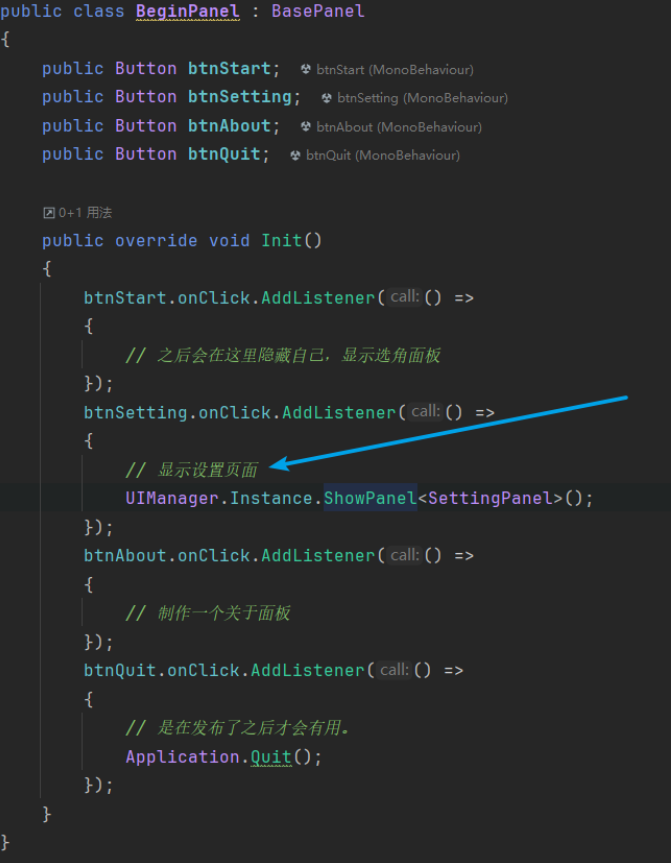 public class BeginPanel : BasePanel
{
public Button btnStart; btnStart (MonoBehaviour)
public Button btnSetting; btnSetting (MonoBehaviour)
public Button btnAbout; btnAbout (MonoBehaviour)
public Button btnQuit; btnQuit (MonoBehaviour)
0+1 用法
public override void Init()
{
btnStart.onClick.AddListener(call: () =>
{
// 之后会在这里隐藏自己，显示选角面板
});
btnSetting.onClick.AddListener(call: () =>
{
// 显示设置页面
UIManager.Instance.ShowPanel<SettingPanel>();
});
btnAbout.onClick.AddListener(call: () =>
{
// 制作一个关于面板
});
btnQuit.onClick.AddListener(call: () =>
{
// 是在发布了之后才会有用。
Application.Quit();
});
}
}